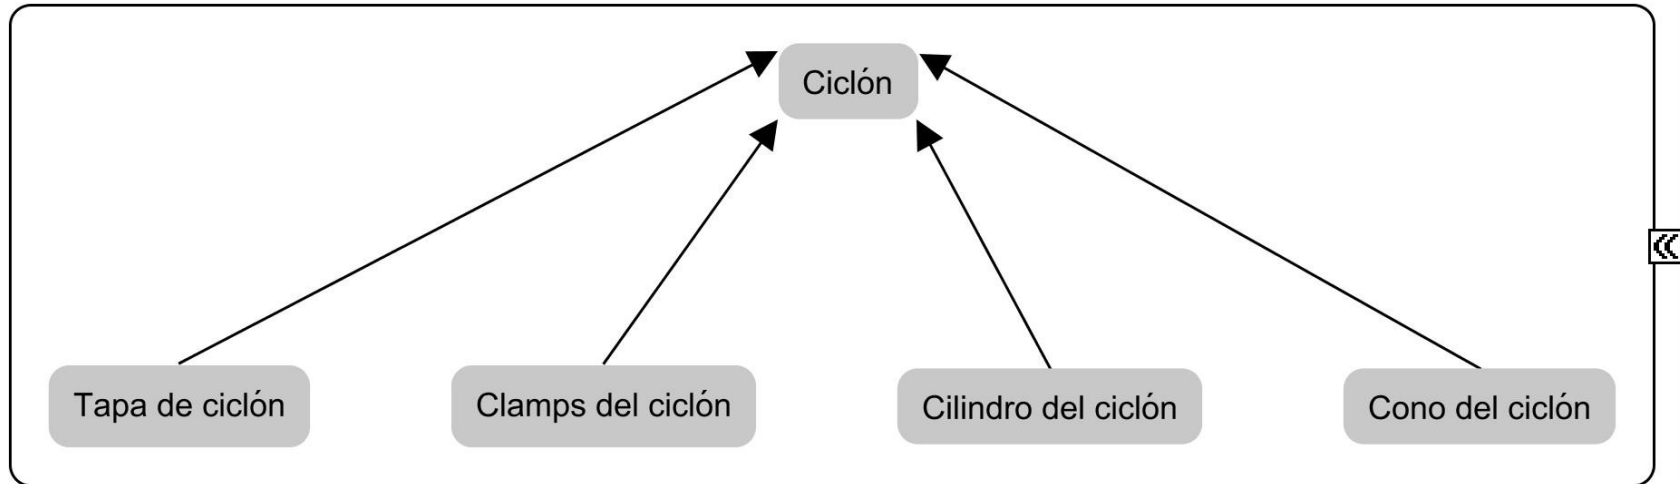 Ciclón
Tapa de ciclón
Clamps del ciclón
Cilindro del ciclón
Cono del ciclón